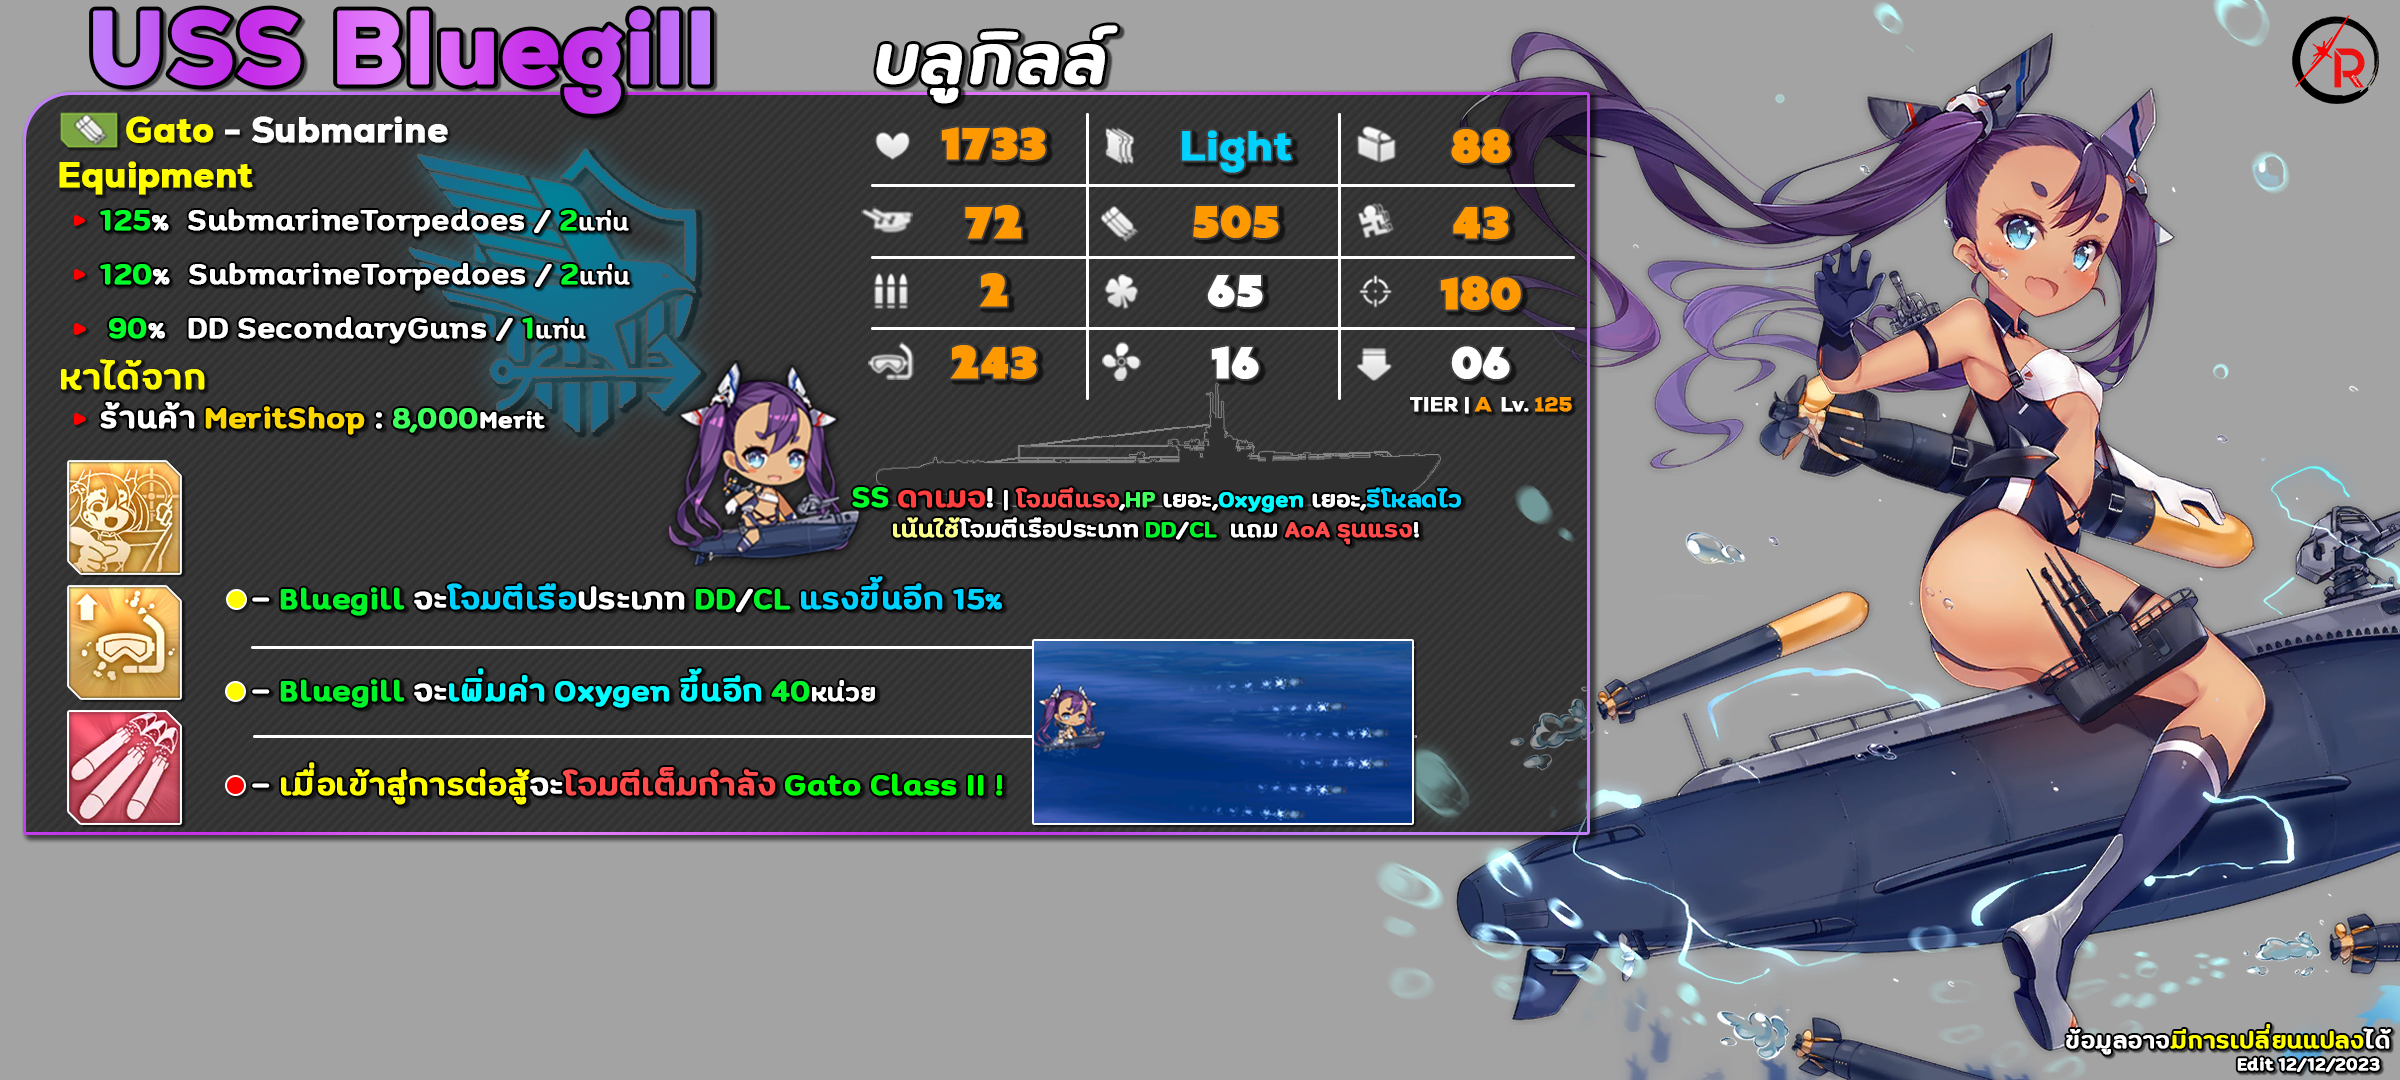 USS Bluegill
บลูกิลล์
Gato - Submarine
Equipment
125% SubmarineTorpedoes / 2แท่น
120% SubmarineTorpedoes / 2แท่น
90% DD SecondaryGuns / 1แท่น
หาได้จาก
ร้านค้า MeritShop : 8,000Merit
1733 Light 88
72 505 43
2 65 180
243 16 06
TIER | A Lv. 125
SS ดาเมจ! | โจมตีแรง,HP เยอะ,Oxygen เยอะ,รีโหลดไว
เน้นใช้โจมตีเรือประเภท DD/CL แถม AoA รุนแรง!
- Bluegill จะโจมตีเรือประเภท DD/CL แรงขึ้นอีก 15%
- Bluegill จะเพิ่มค่า Oxygen ขึ้นอีก 40หน่วย
- เมื่อเข้าสู่การต่อสู้จะโจมตีเต็มกำลัง Gato Class II !
R
ข้อมูลอาจมีการเปลี่ยนแปลงได้
Edit 12/12/2023